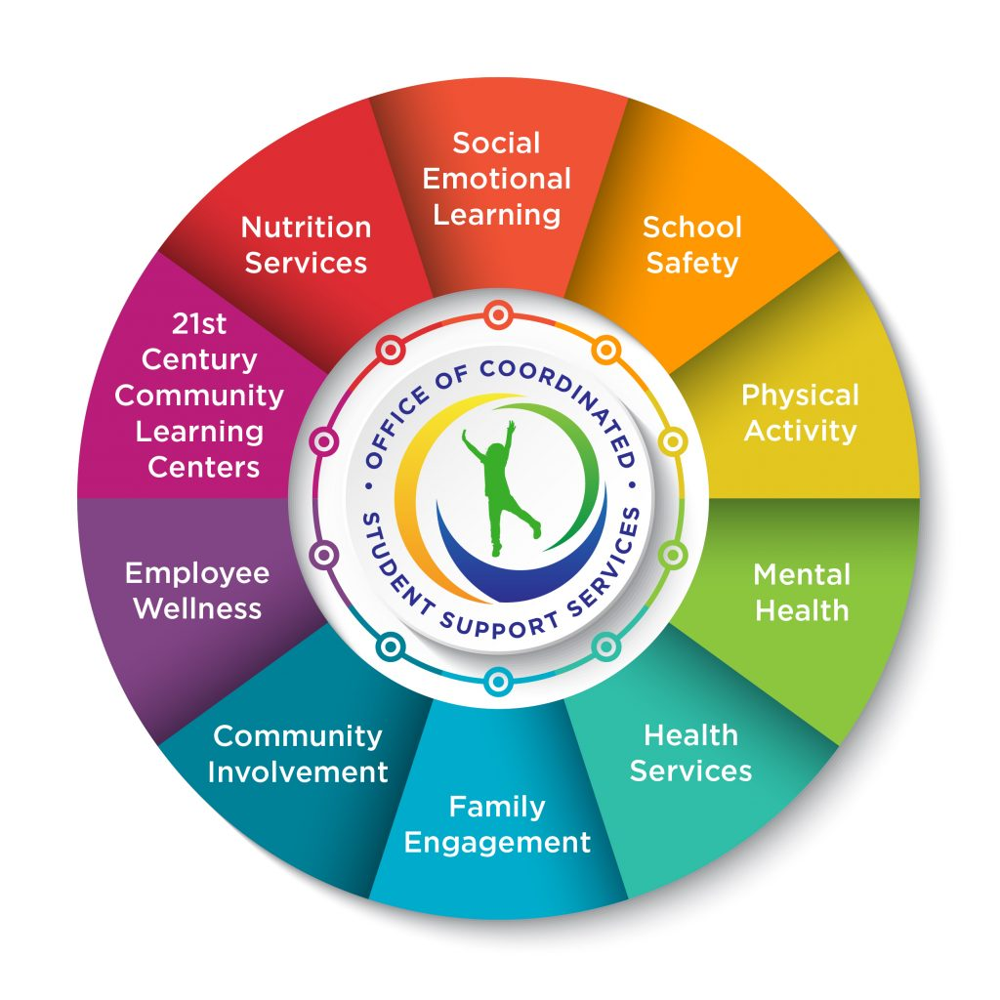 Social
Emotional
Learning
School
Safety
Physical
Activity
Mental
Health
Health
Services
Family
Engagement
Community
Involvement
Employee
Wellness
21st
Century
Community
Learning
Centers
Nutrition
Services
• OFFICE OF COORDINATED •
STUDENT SUPPORT SERVICES